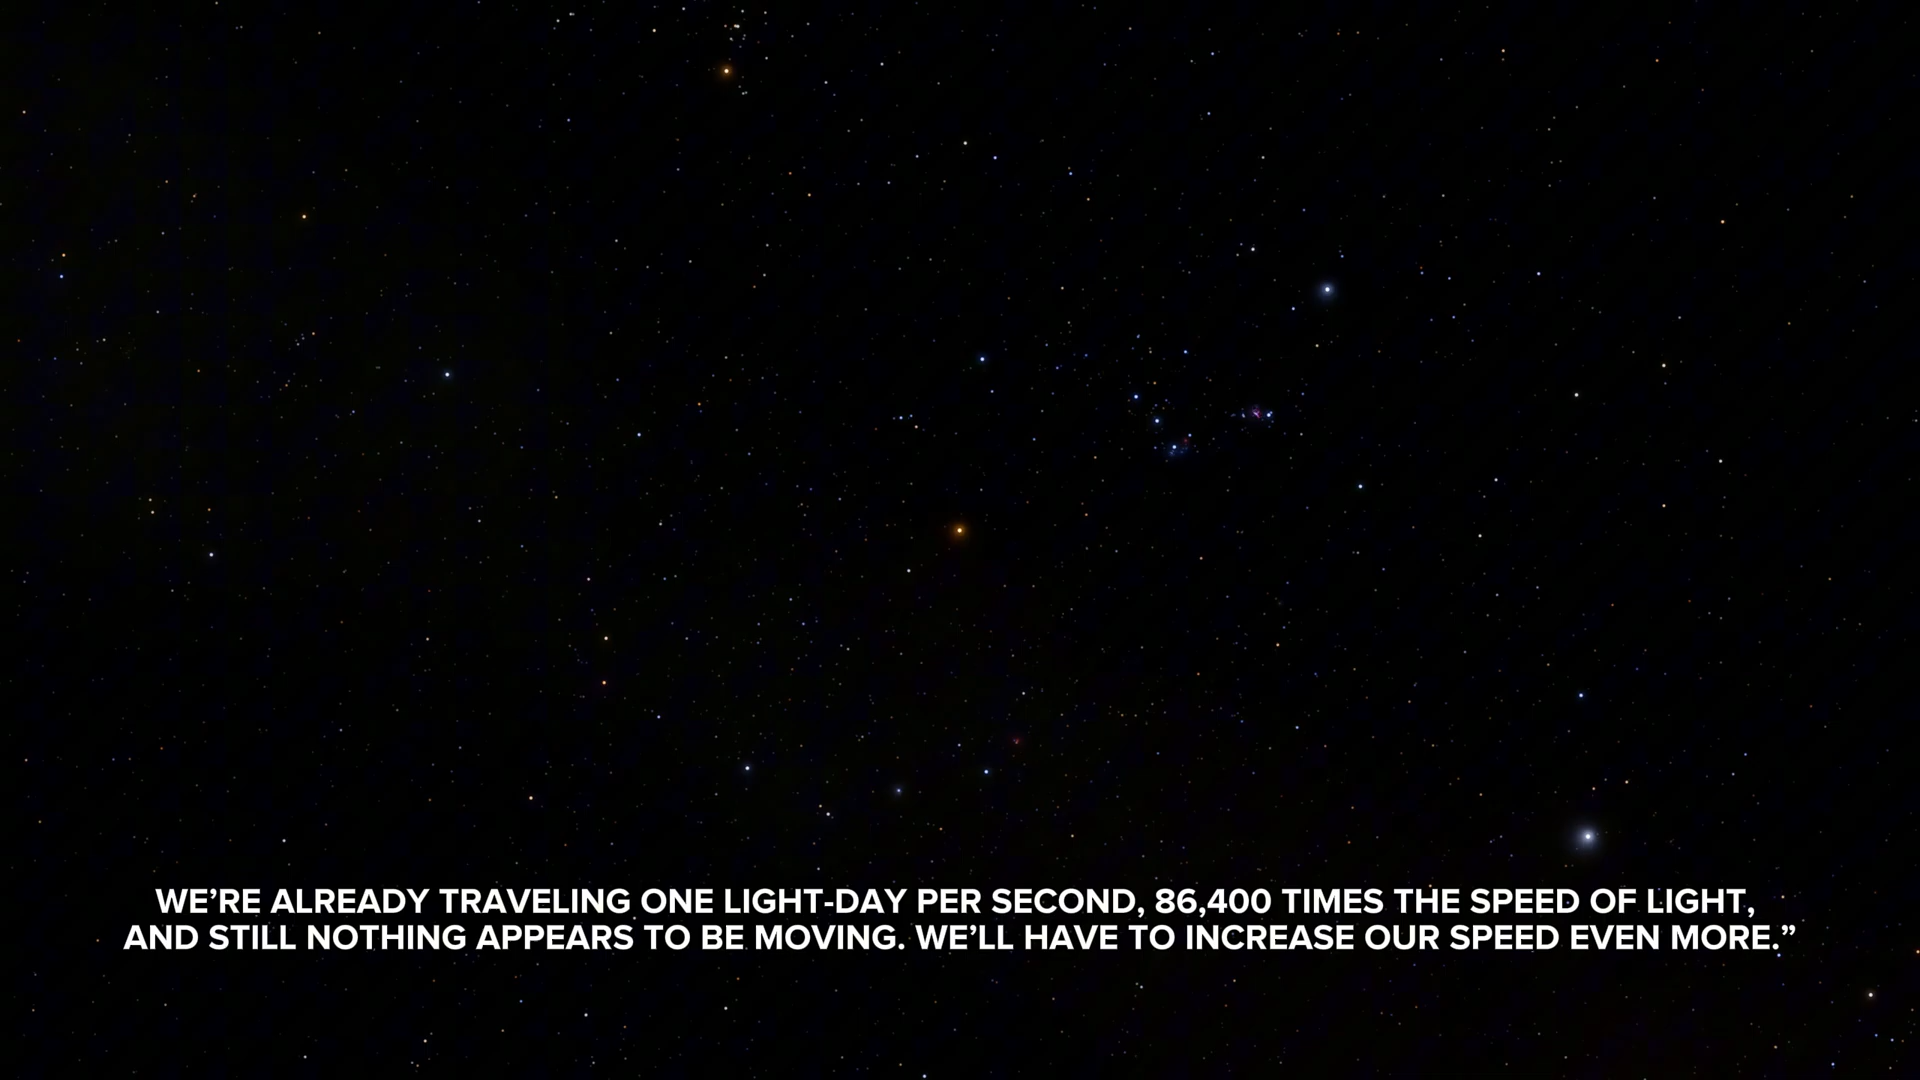 WE’RE ALREADY TRAVELING ONE LIGHT-DAY PER SECOND, 86,400 TIMES THE SPEED OF LIGHT,
AND STILL NOTHING APPEARS TO BE MOVING. WE’LL HAVE TO INCREASE OUR SPEED EVEN MORE.”